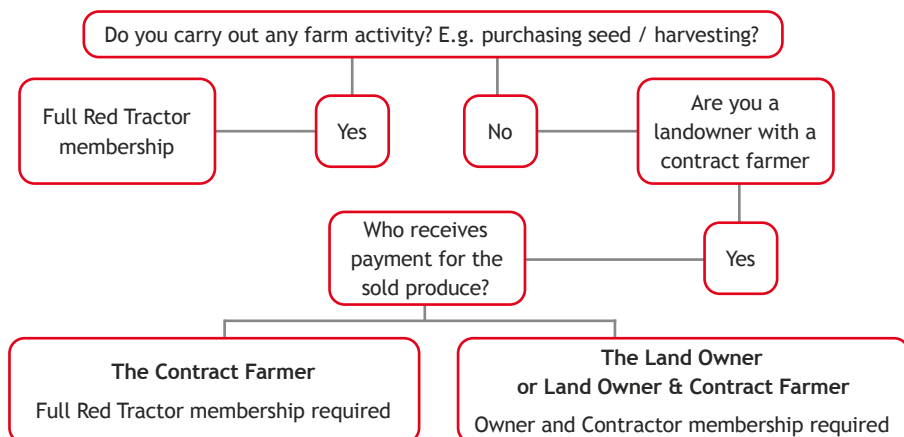 Do you carry out any farm activity? E.g. purchasing seed / harvesting?
Full Red Tractor
membership
Yes
No
Are you a
landowner with a
contract farmer
Who receives
payment for the
sold produce?
Yes
The Contract Farmer
Full Red Tractor membership required
The Land Owner
or Land Owner & Contract Farmer
Owner and Contractor membership required